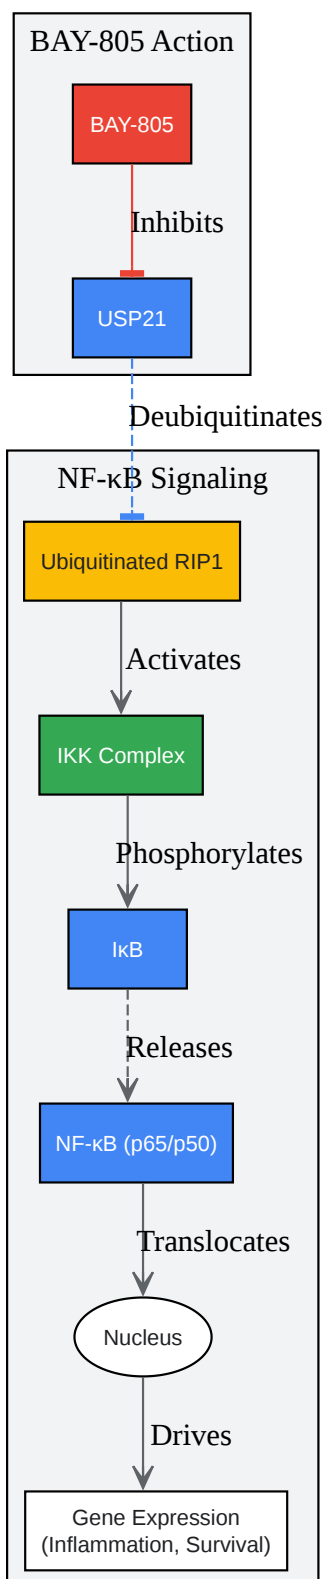 BAY-805 Action
BAY-805
Inhibits
USP21
Deubiquitinates
NF-κB Signaling
Ubiquitinated RIP1
Activates
IKK Complex
Phosphorylates
IκB
Releases
NF-κB (p65/p50)
Translocates
Nucleus
Drives
Gene Expression
(Inflammation, Survival)